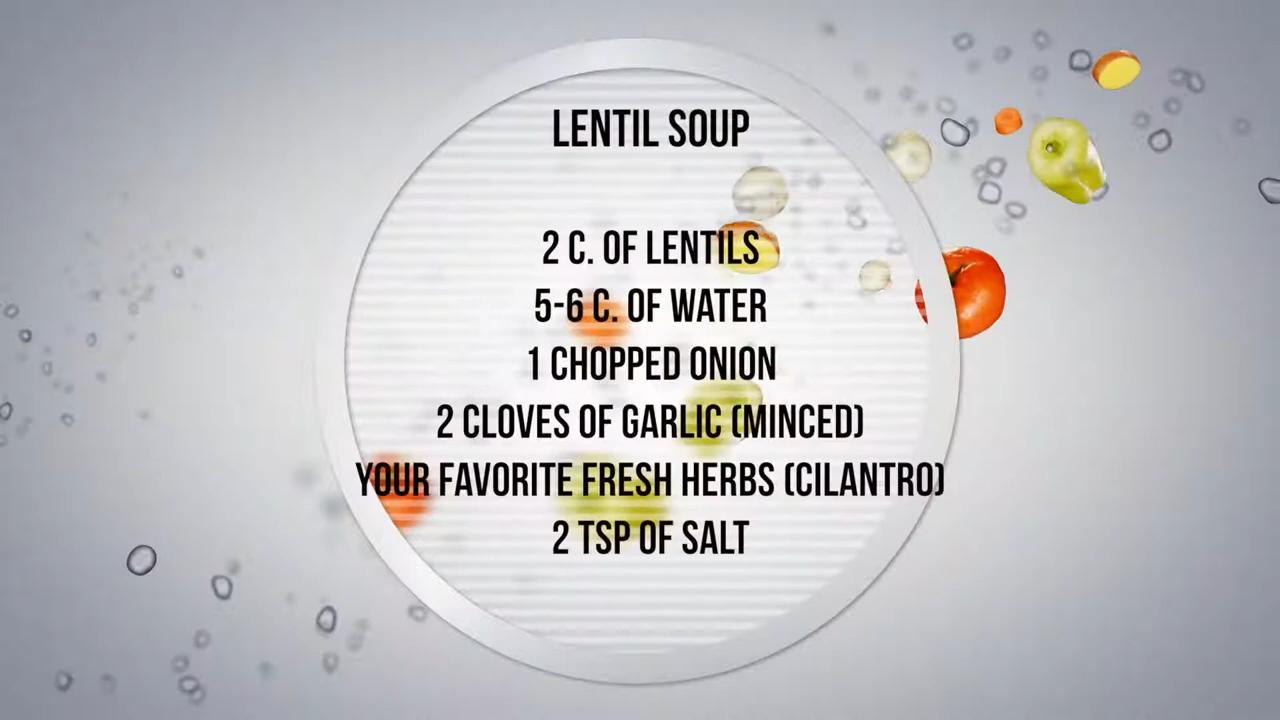 LENTIL SOUP
2 C. OF LENTILS
5-6 C. OF WATER
1 CHOPPED ONION
2 CLOVES OF GARLIC (MINCED)
YOUR FAVORITE FRESH HERBS (CILANTRO)
2 TSP OF SALT